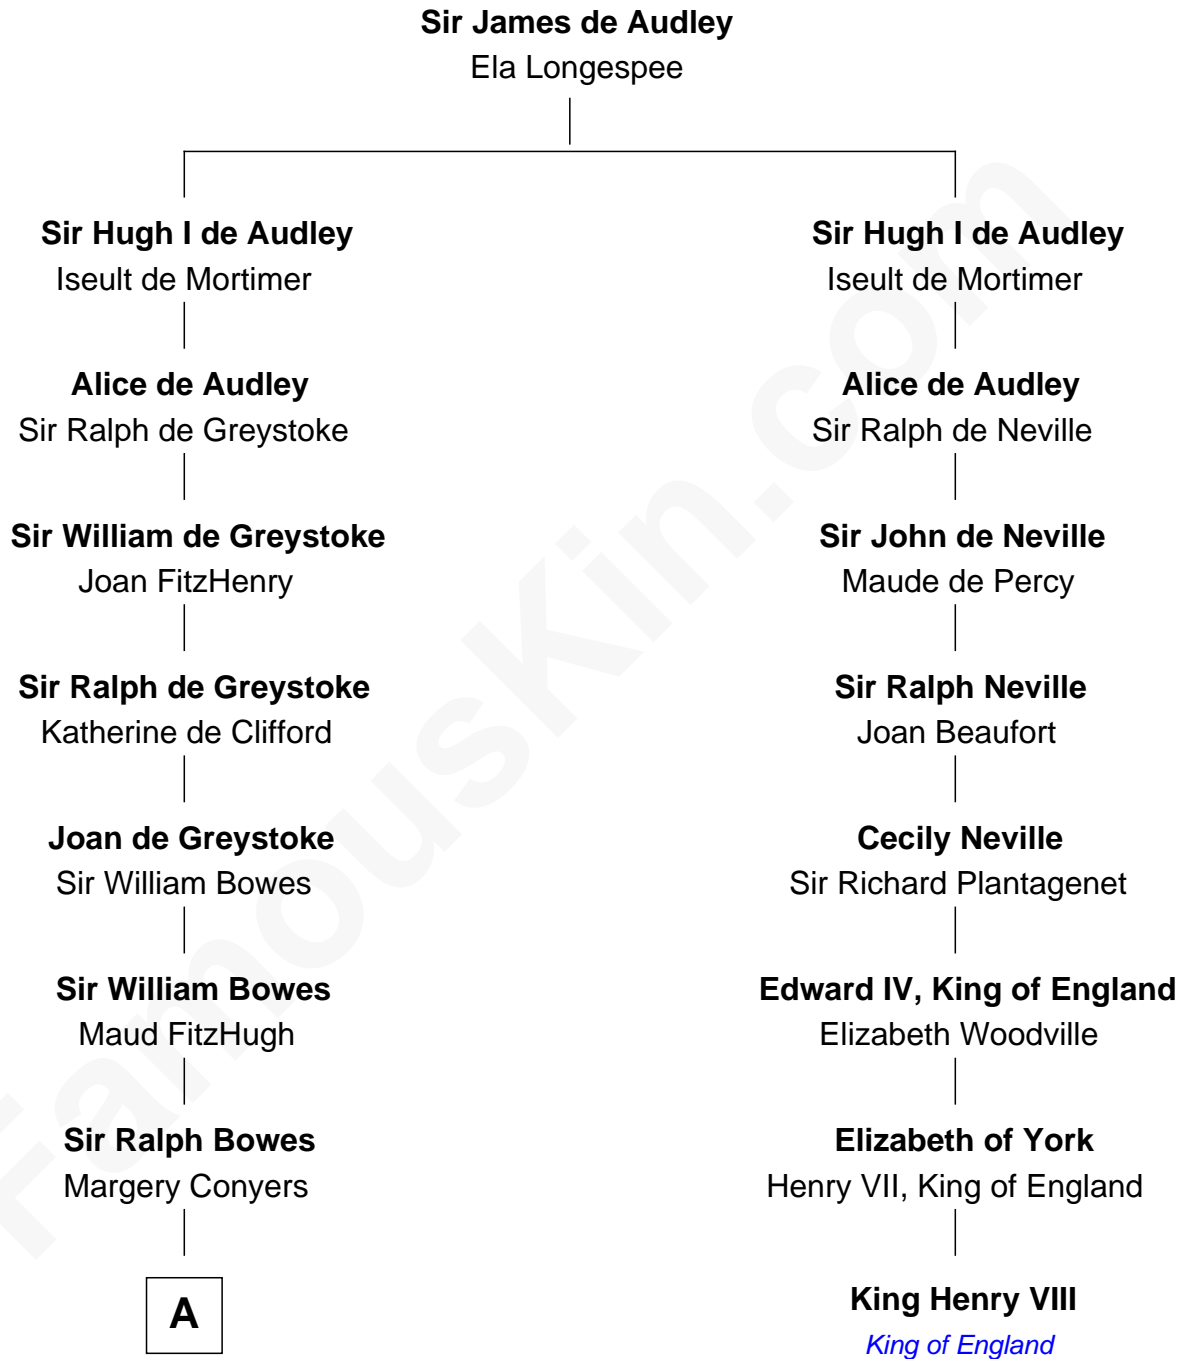 Sir James de Audley
Ela Longespee
Sir Hugh I de Audley
Iseult de Mortimer
Alice de Audley
Sir Ralph de Greystoke
Sir William de Greystoke
Joan FitzHenry
Sir Ralph de Greystoke
Katherine de Clifford
Joan de Greystoke
Sir William Bowes
Sir William Bowes
Maud FitzHugh
Sir Ralph Bowes
Margery Conyers
A
Sir Hugh I de Audley
Iseult de Mortimer
Alice de Audley
Sir Ralph de Neville
Sir John de Neville
Maude de Percy
Sir Ralph Neville
Joan Beaufort
Cecily Neville
Sir Richard Plantagenet
Edward IV, King of England
Elizabeth Woodville
Elizabeth of York
Henry VII, King of England
King Henry VIII
King of England
FamousKin.com